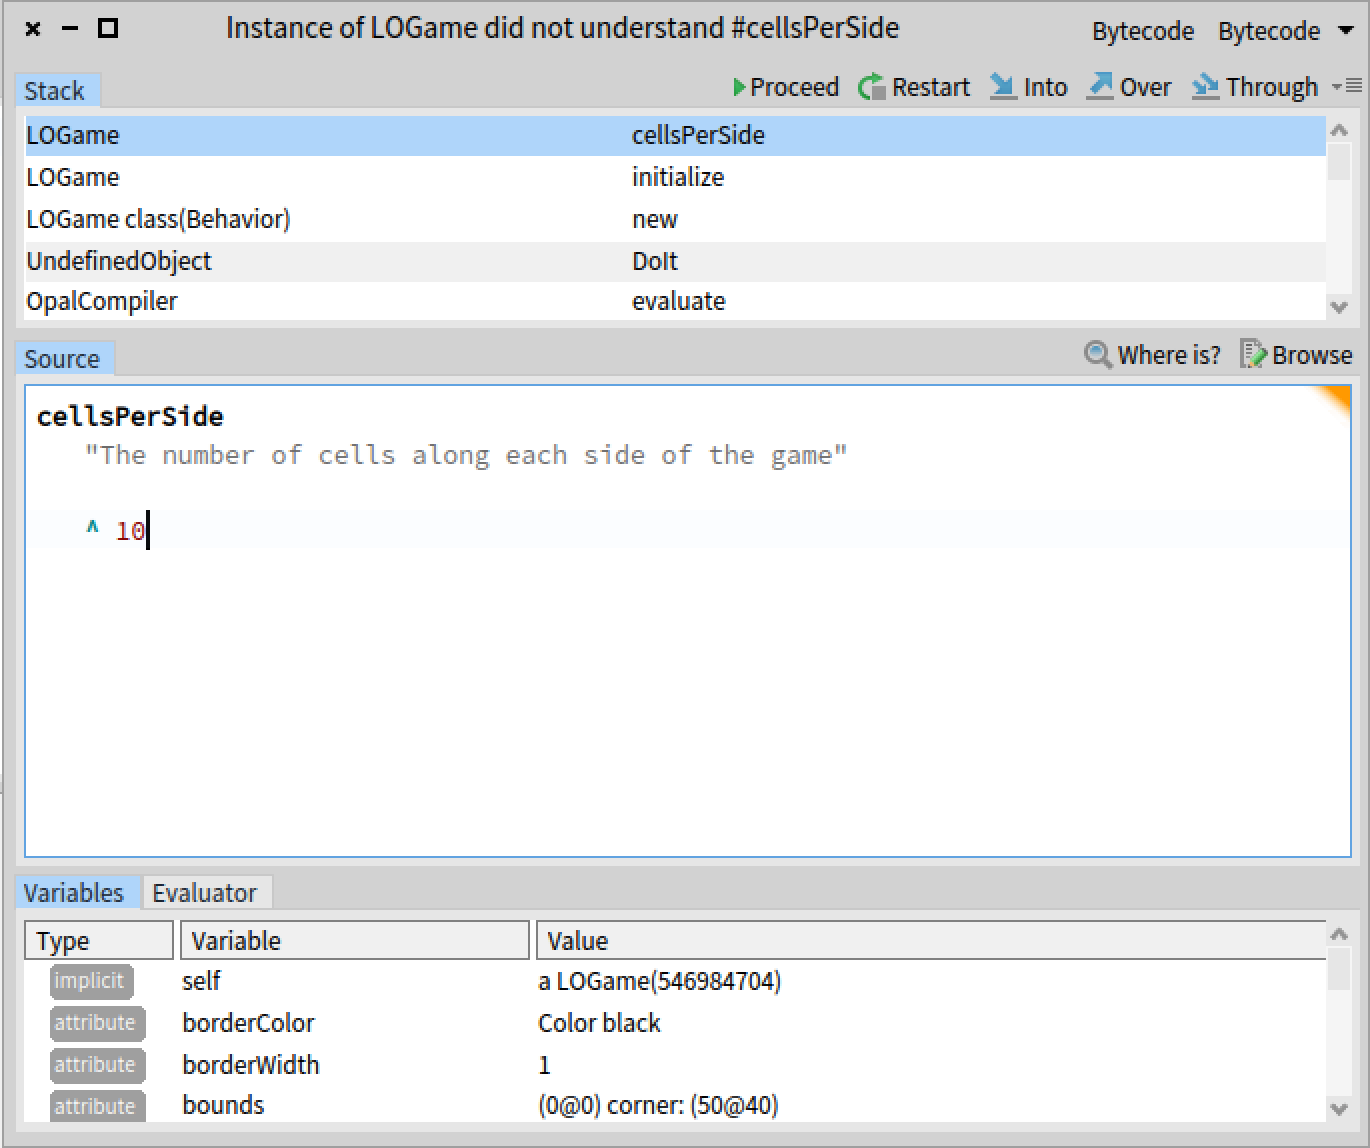 Instance of LOGame did not understand #cellsPerSide Bytecode Bytecode
Stack Proceed Restart Into Over Through
LOGame cellsPerSide
LOGame initialize
LOGame class(Behavior) new
UndefinedObject DoIt
OpalCompiler evaluate
Source Where is? Browse
cellsPerSide
"The number of cells along each side of the game"
^ 10
Variables Evaluator
Type Variable Value
implicit self a LOGame(546984704)
attribute borderColor Color black
attribute borderWidth 1
attribute bounds (0@0) corner: (50@40)